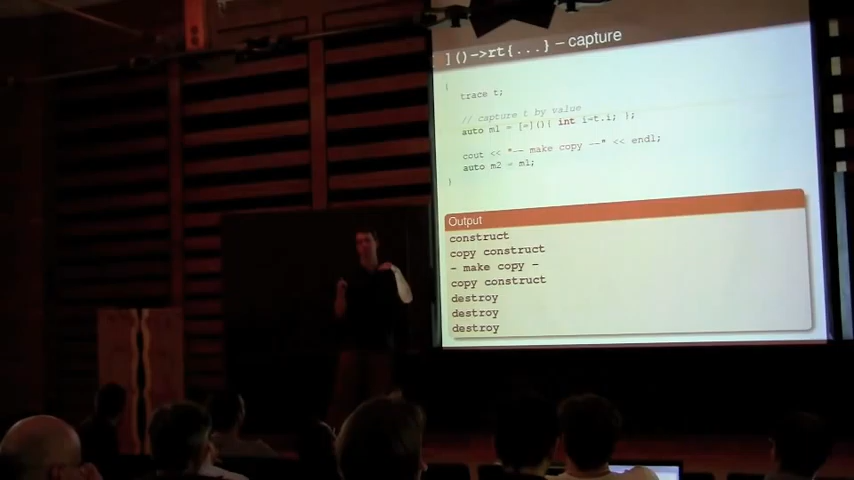 ]()->rt{...} – capture
{
trace t;
// capture t by value
auto m1 = [=](){ int i=t.i; };
cout << "-- make copy --" << endl;
auto m2 = m1;
}
Output
construct
copy construct
- make copy -
copy construct
destroy
destroy
destroy